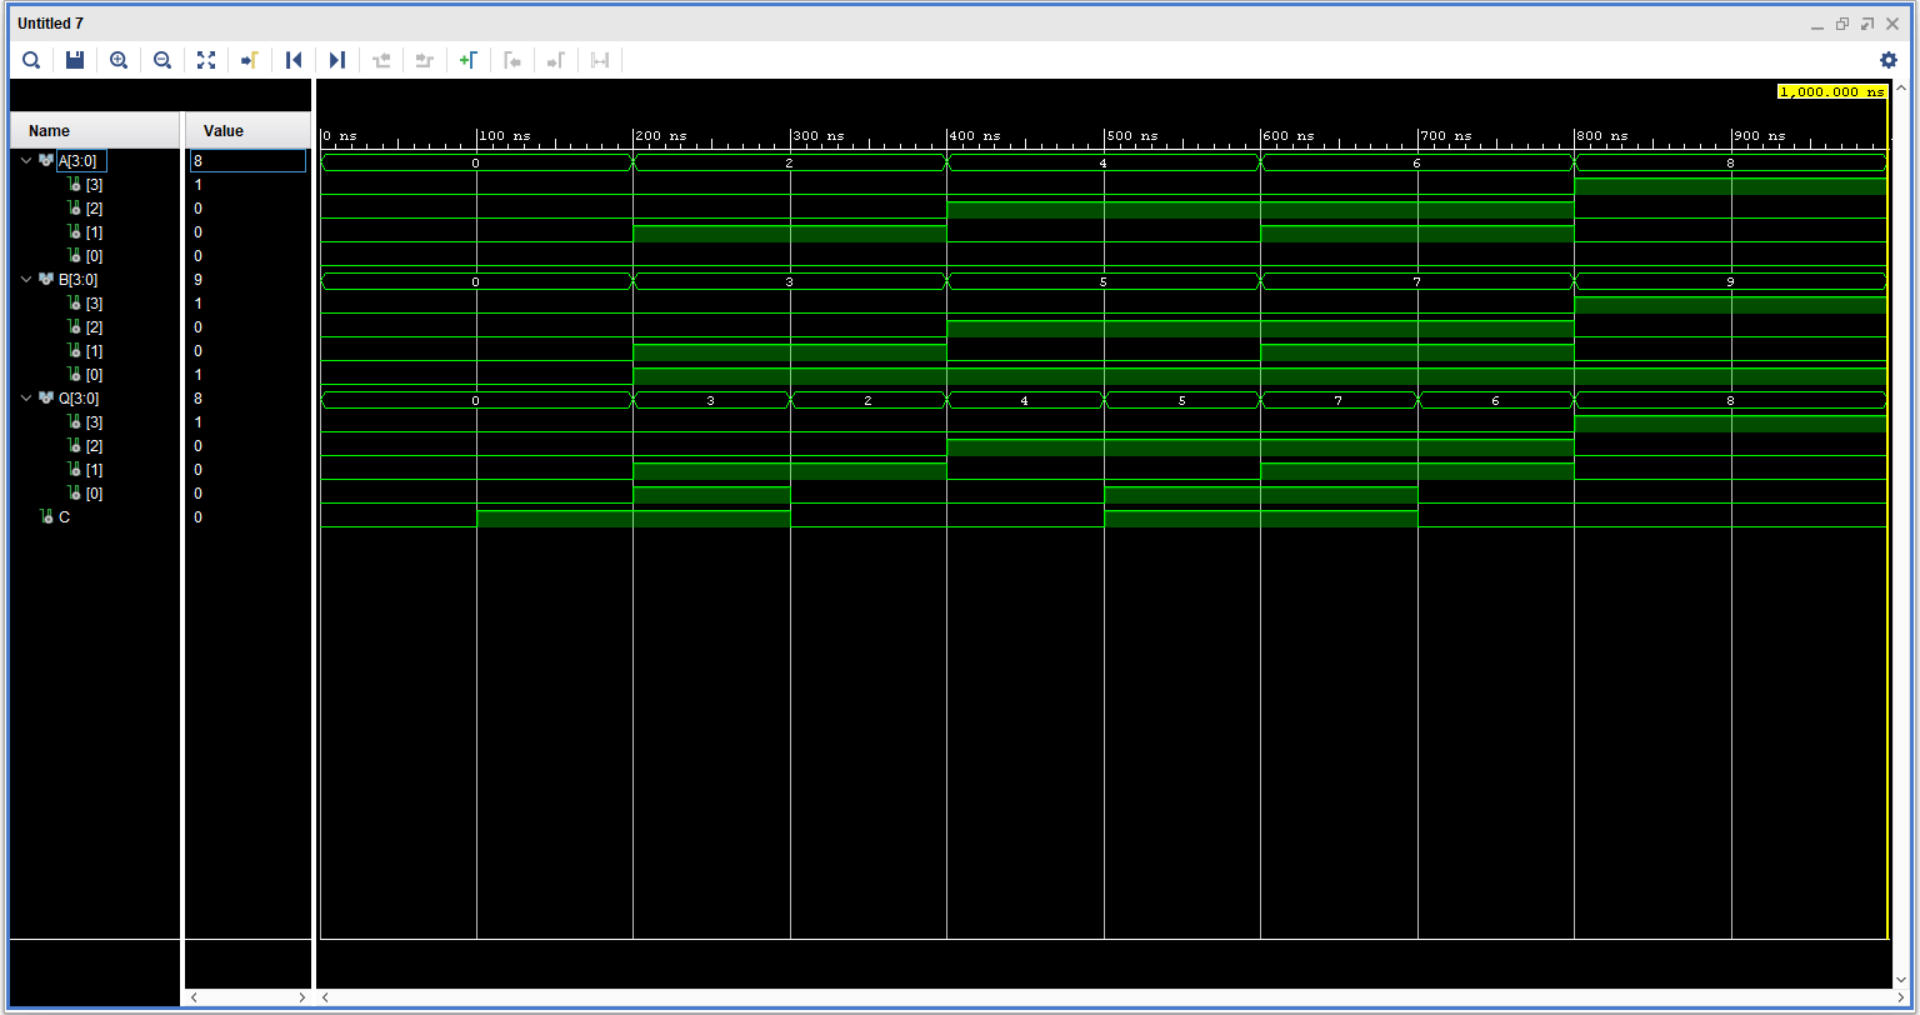 Untitled 7
1,000.000 ns
Name Value
0 ns 100 ns 200 ns 300 ns 400 ns 500 ns 600 ns 700 ns 800 ns 900 ns
A[3:0] 8 0 2 4 6 8
[3] 1
[2] 0
[1] 0
[0] 0
B[3:0] 9 0 3 5 7 9
[3] 1
[2] 0
[1] 0
[0] 1
Q[3:0] 8 0 3 2 4 5 7 6 8
[3] 1
[2] 0
[1] 0
[0] 0
C 0